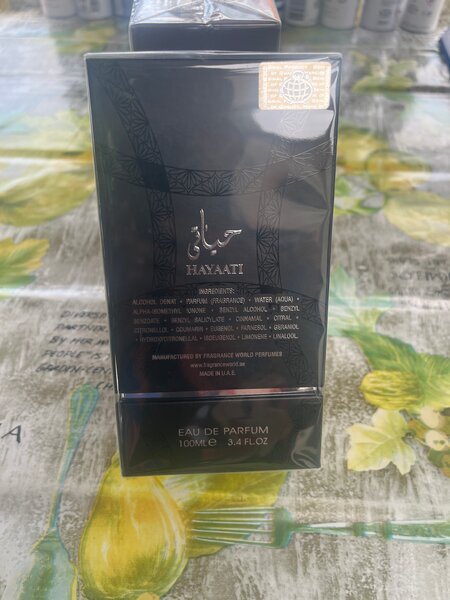 حياتي
HAYAATI
INGREDIENTS:
ALCOHOL DENAT • PARFUM (FRAGRANCE) • WATER (AQUA) •
ALPHA-ISOMETHYL IONONE • BENZYL ALCOHOL • BENZYL
BENZOATE • BENZYL SALICYLATE • CINNAMAL • CITRAL •
CITRONELLOL • COUMARIN • EUGENOL • FARNESOL • GERANIOL
• HYDROXYCITRONELLAL • ISOEUGENOL • LIMONENE • LINALOOL.
MANUFACTURED BY FRAGRANCE WORLD PERFUMES
www.fragranceworld.ae
MADE IN U.A.E.
EAU DE PARFUM
100MLe 3.4 FL.OZ